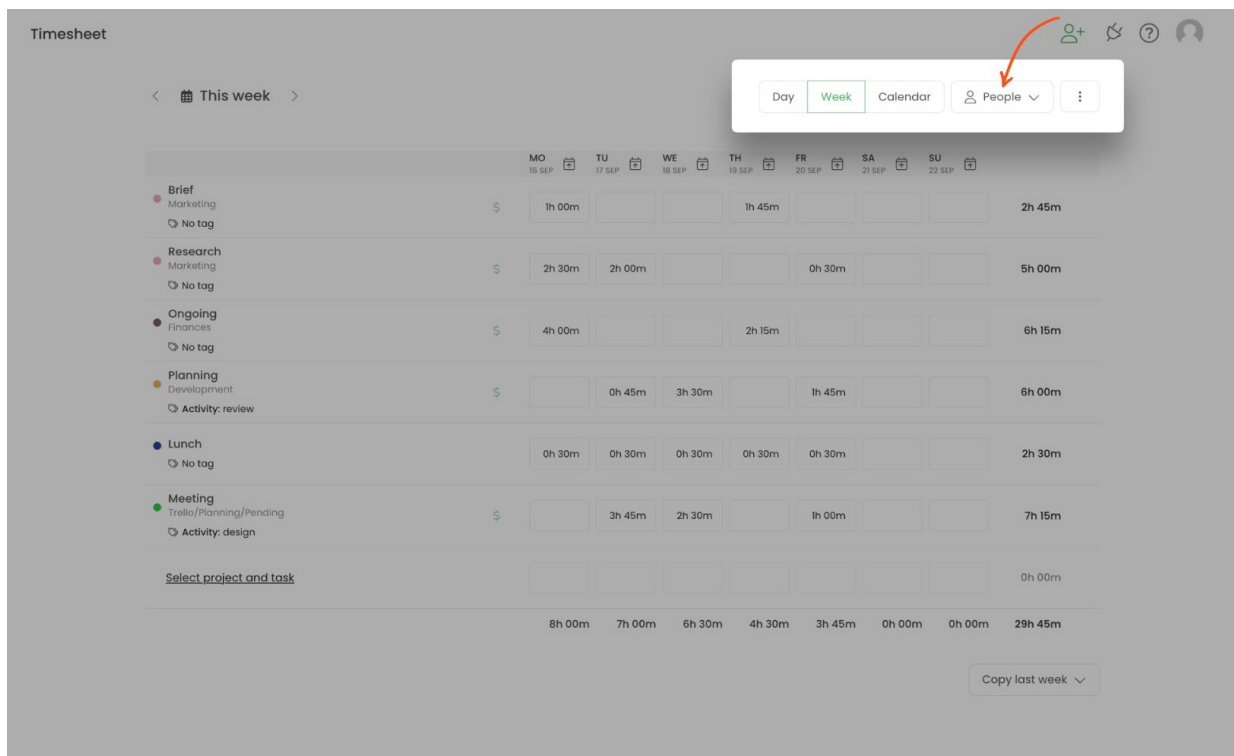 Timesheet
This week
Day Week Calendar People
MO TU WE TH FR SA SU
16 SEP 17 SEP 18 SEP 19 SEP 20 SEP 21 SEP 22 SEP
Brief
Marketing
$ 1h 00m 1h 45m 2h 45m
No tag
Research
Marketing
$ 2h 30m 2h 00m 0h 30m 5h 00m
No tag
Ongoing
Finances
$ 4h 00m 2h 15m 6h 15m
No tag
Planning
Development
$ 0h 45m 3h 30m 1h 45m 6h 00m
Activity: review
Lunch
0h 30m 0h 30m 0h 30m 0h 30m 0h 30m 2h 30m
No tag
Meeting
Trello/Planning/Pending
$ 3h 45m 2h 30m 1h 00m 7h 15m
Activity: design
Select project and task 0h 00m
8h 00m 7h 00m 6h 30m 4h 30m 3h 45m 0h 00m 0h 00m 29h 45m
Copy last week